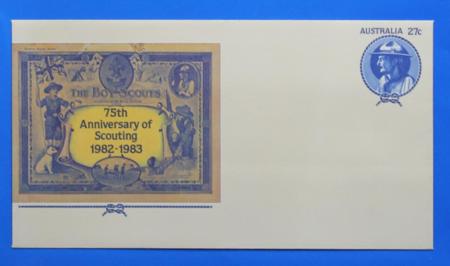 AUSTRALIA 27c
THE BOY SCOUTS
75th
Anniversary of
Scouting
1982-1983